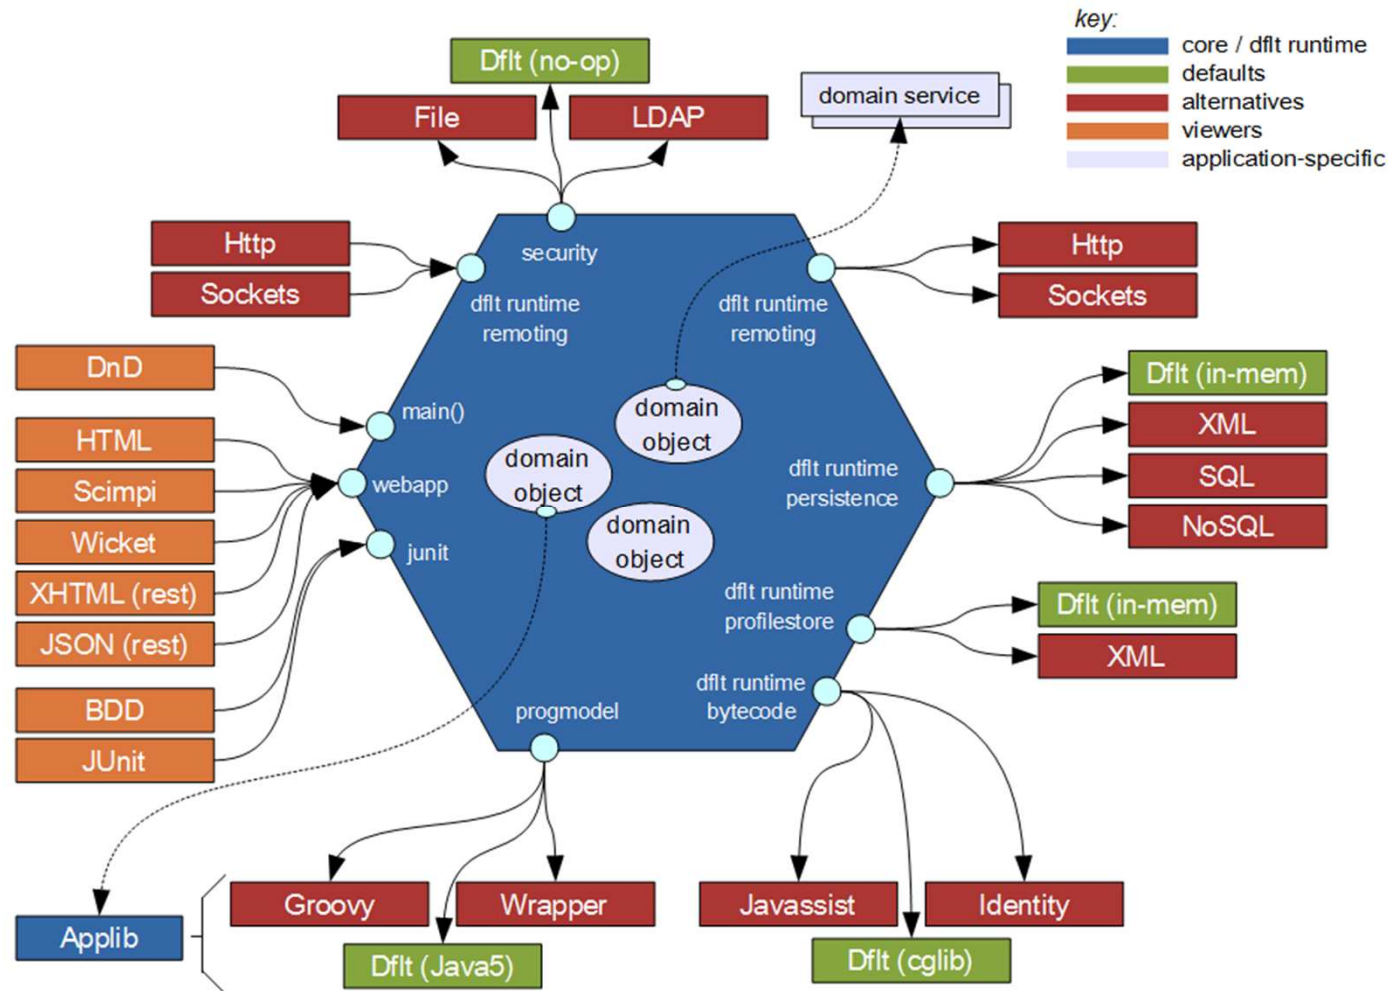 key:
core / dflt runtime
defaults
alternatives
viewers
application-specific
Dflt (no-op)
File
LDAP
domain service
Http
Sockets
security
dflt runtime
remoting
dflt runtime
remoting
Http
Sockets
DnD
HTML
Scimpi
Wicket
XHTML (rest)
JSON (rest)
BDD
JUnit
main()
webapp
junit
domain
object
domain
object
domain
object
dflt runtime
persistence
Dflt (in-mem)
XML
SQL
NoSQL
dflt runtime
profilestore
Dflt (in-mem)
XML
dflt runtime
bytecode
progmodel
Applib
Groovy
Wrapper
Dflt (Java5)
Javassist
Identity
Dflt (cglib)